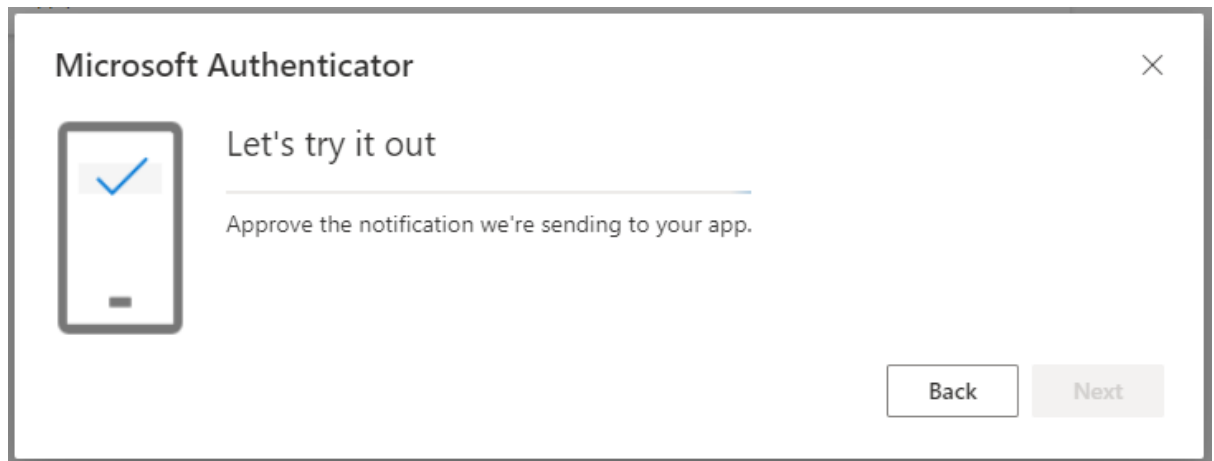 Microsoft Authenticator
Let's try it out
Approve the notification we're sending to your app.
Back
Next